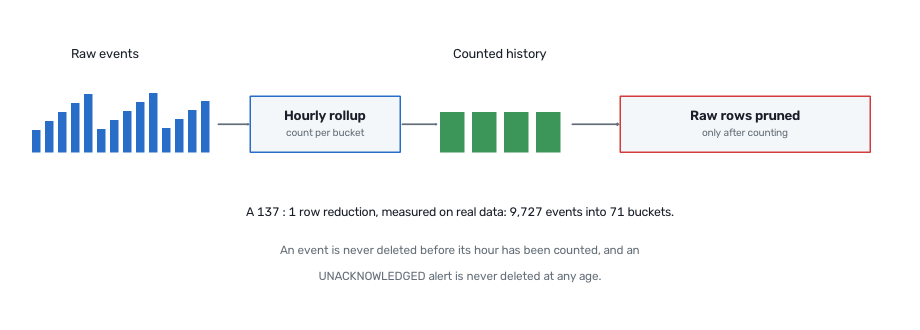 Raw events
Counted history
Hourly rollup
count per bucket
Raw rows pruned
only after counting
A 137 : 1 row reduction, measured on real data: 9,727 events into 71 buckets.
An event is never deleted before its hour has been counted, and an
UNACKNOWLEDGED alert is never deleted at any age.